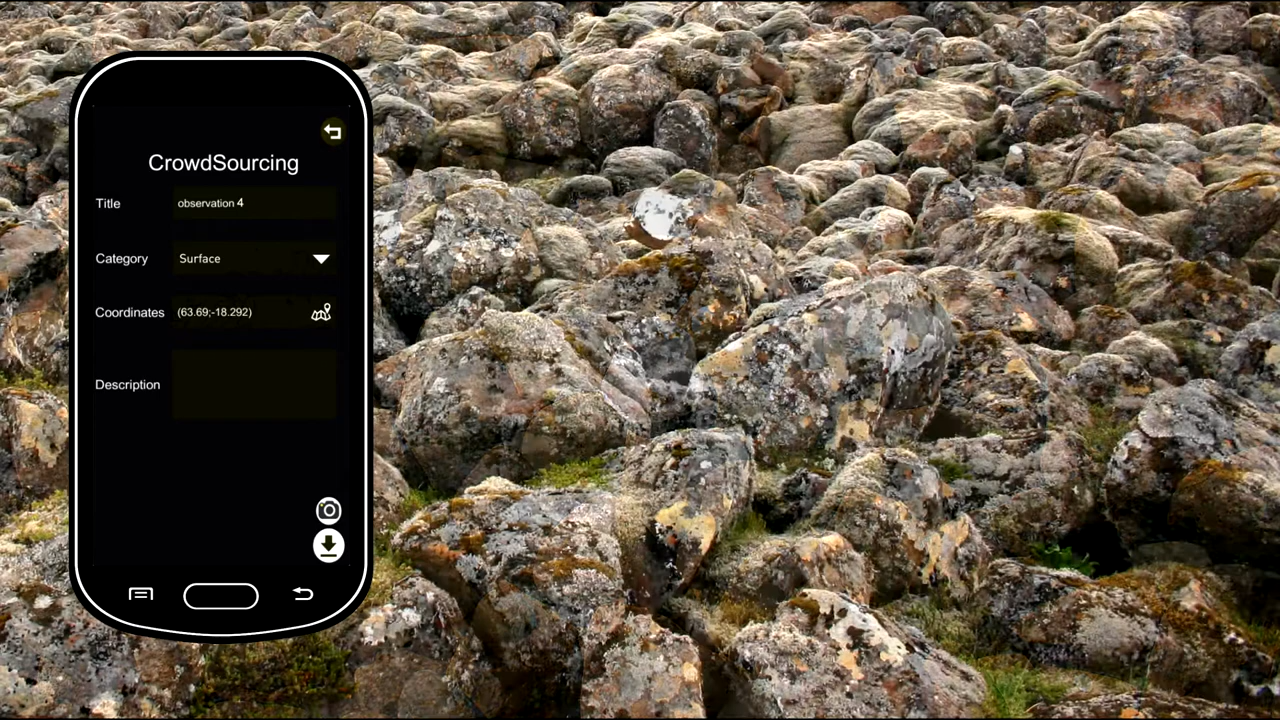 CrowdSourcing
Title observation 4
Category Surface
Coordinates (63.69;-18.292)
Description